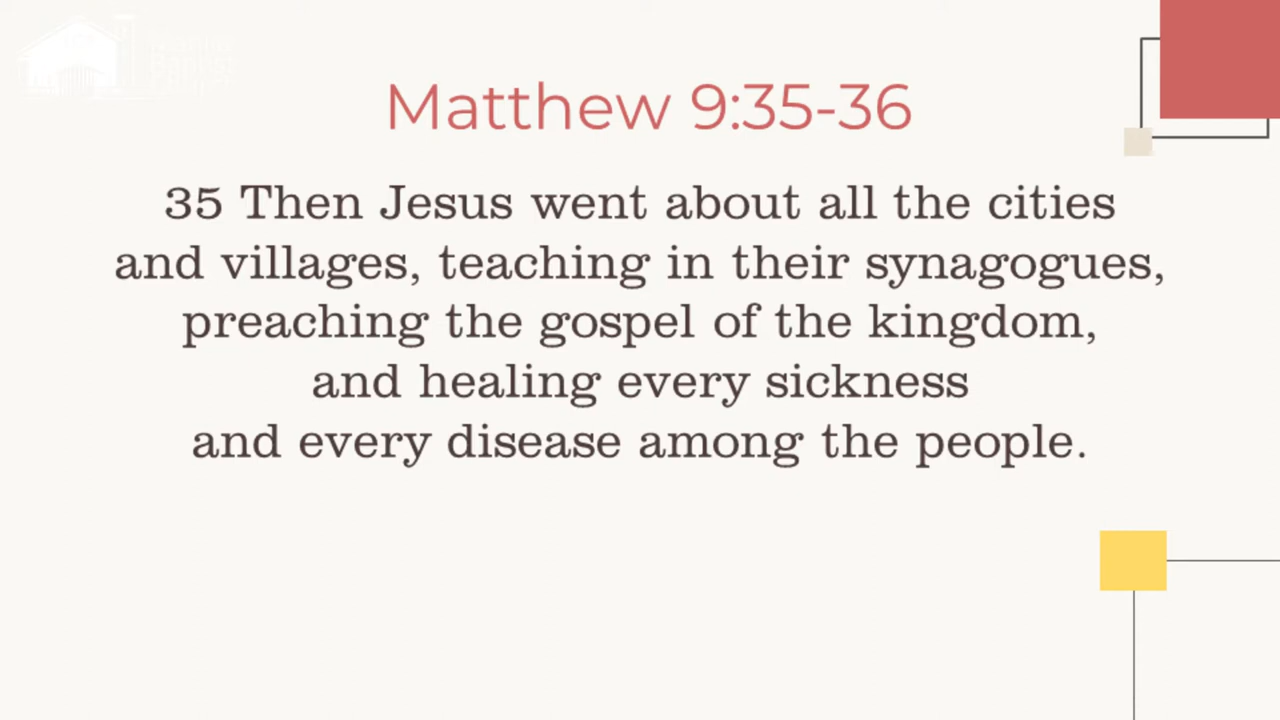 Matthew 9:35-36
35 Then Jesus went about all the cities
and villages, teaching in their synagogues,
preaching the gospel of the kingdom,
and healing every sickness
and every disease among the people.